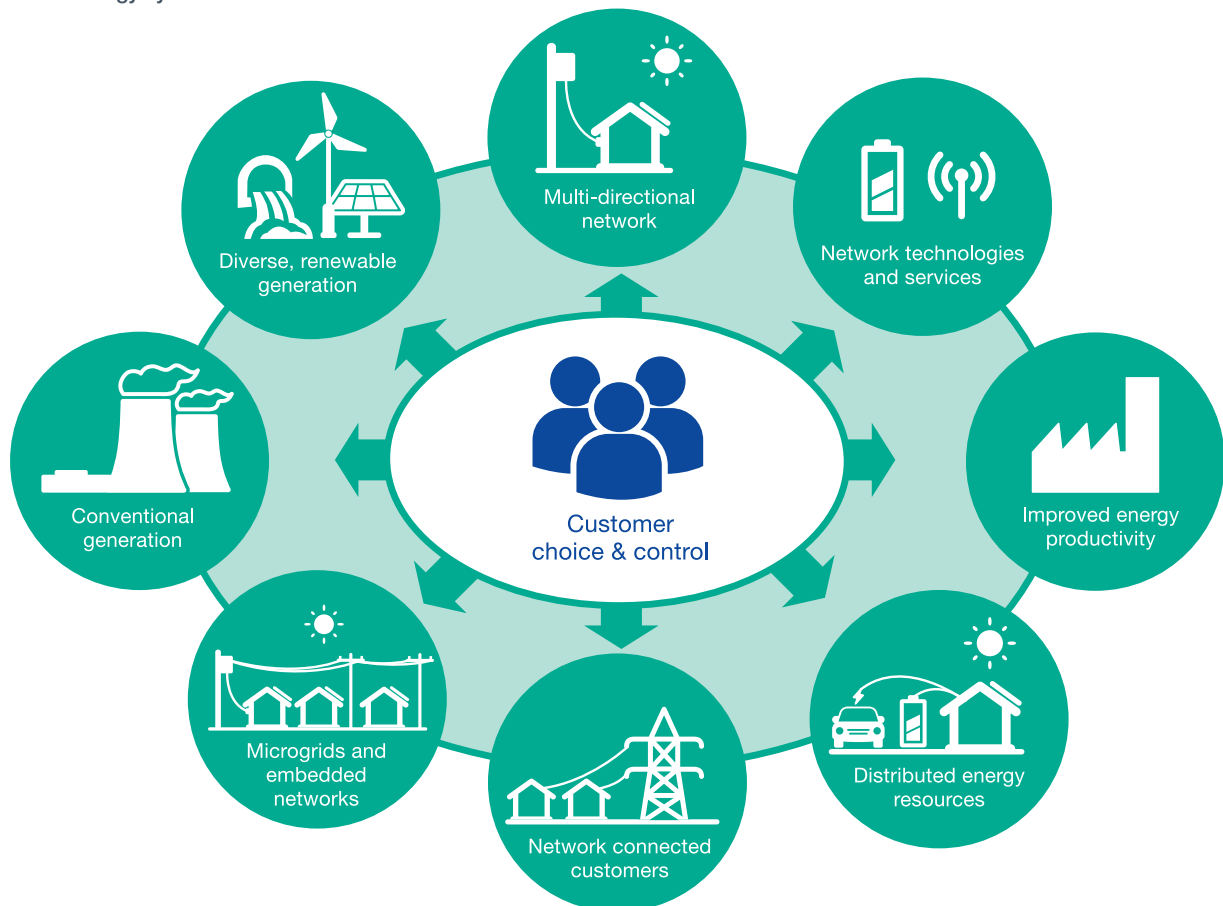 Multi-directional
network
Diverse, renewable
generation
Network technologies
and services
Conventional
generation
Customer
choice & control
Improved energy
productivity
Microgrids and
embedded
networks
Distributed energy
resources
Network connected
customers